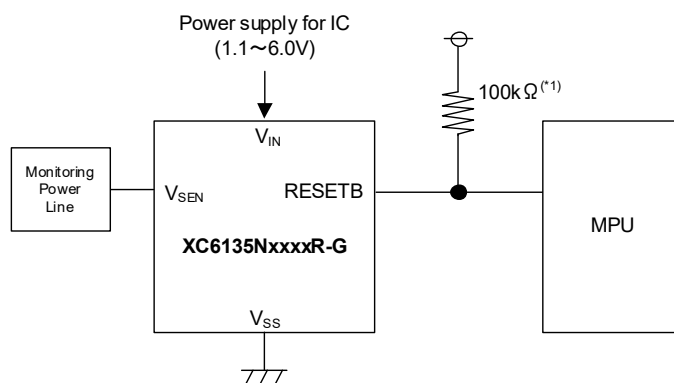 Power supply for IC
(1.1～6.0V)
100kΩ(*1)
VIN
Monitoring
Power
Line
VSEN
RESETB
MPU
XC6135NxxxxR-G
VSS